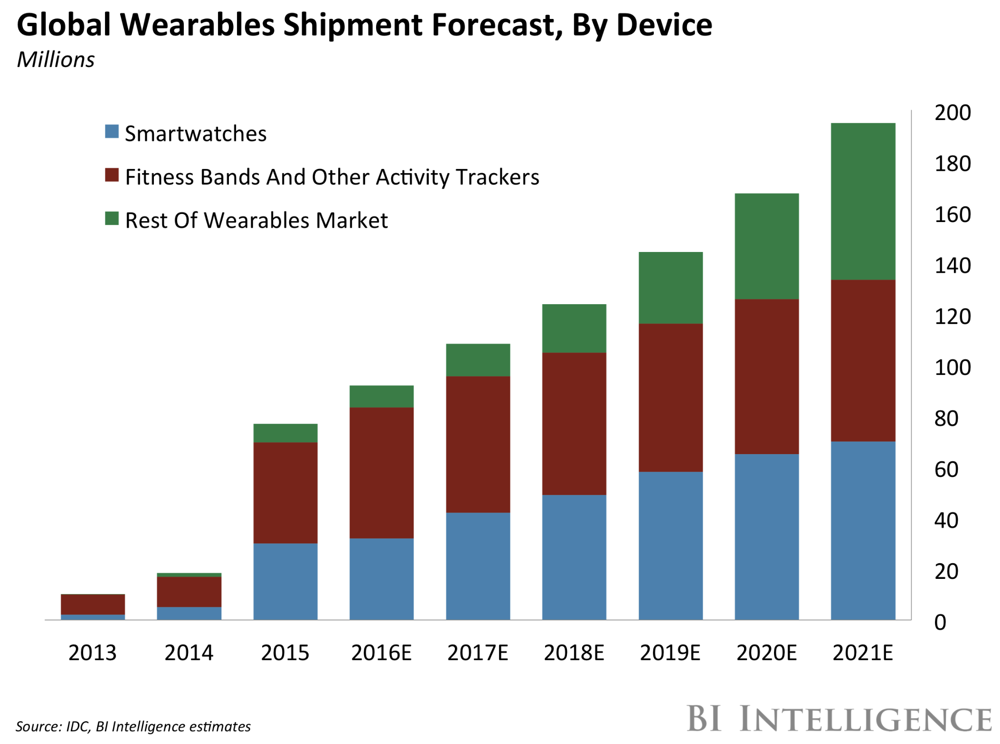 Global Wearables Shipment Forecast, By Device
Millions
Smartwatches
Fitness Bands And Other Activity Trackers
Rest Of Wearables Market
200
180
160
140
120
100
80
60
40
20
0
2013 2014 2015 2016E 2017E 2018E 2019E 2020E 2021E
Source: IDC, BI Intelligence estimates
BI INTELLIGENCE